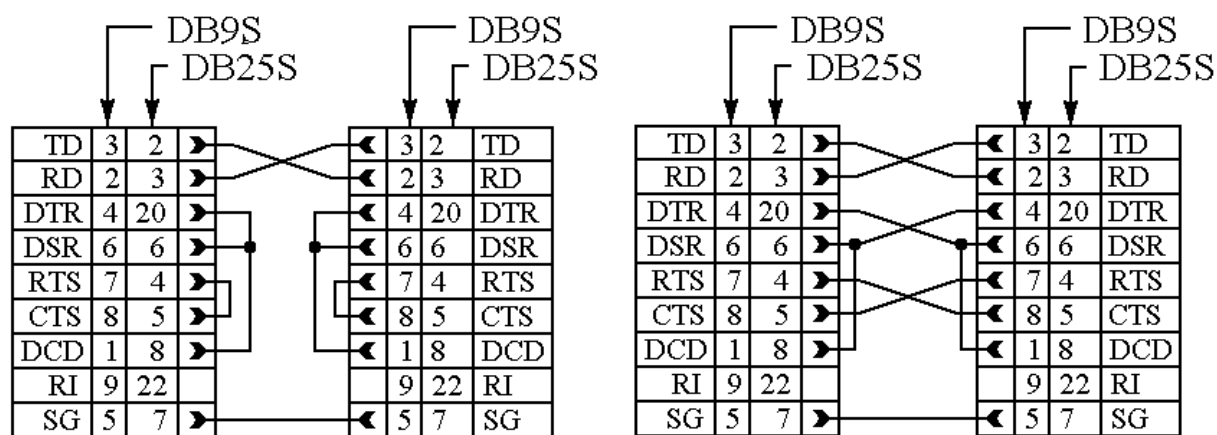 DB9S DB9S DB9S DB9S
DB25S DB25S DB25S DB25S
TD 3 2 3 2 TD TD 3 2 3 2 TD
RD 2 3 2 3 RD RD 2 3 2 3 RD
DTR 4 20 4 20 DTR DTR 4 20 4 20 DTR
DSR 6 6 6 6 DSR DSR 6 6 6 6 DSR
RTS 7 4 7 4 RTS RTS 7 4 7 4 RTS
CTS 8 5 8 5 CTS CTS 8 5 8 5 CTS
DCD 1 8 1 8 DCD DCD 1 8 1 8 DCD
RI 9 22 9 22 RI RI 9 22 9 22 RI
SG 5 7 5 7 SG SG 5 7 5 7 SG